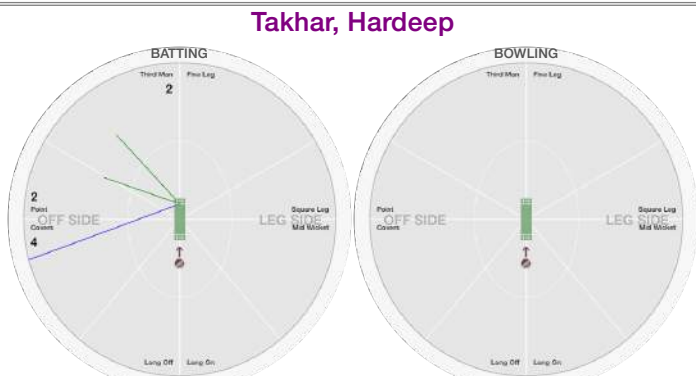 Takhar, Hardeep
BATTING
BOWLING
Third Man Fine Leg
2
Third Man Fine Leg
2
Point
OFF SIDE
Covers
4
Square Leg
LEG SIDE
Mid Wicket
Point
OFF SIDE
Covers
Square Leg
LEG SIDE
Mid Wicket
Long Off Long On
Long Off Long On